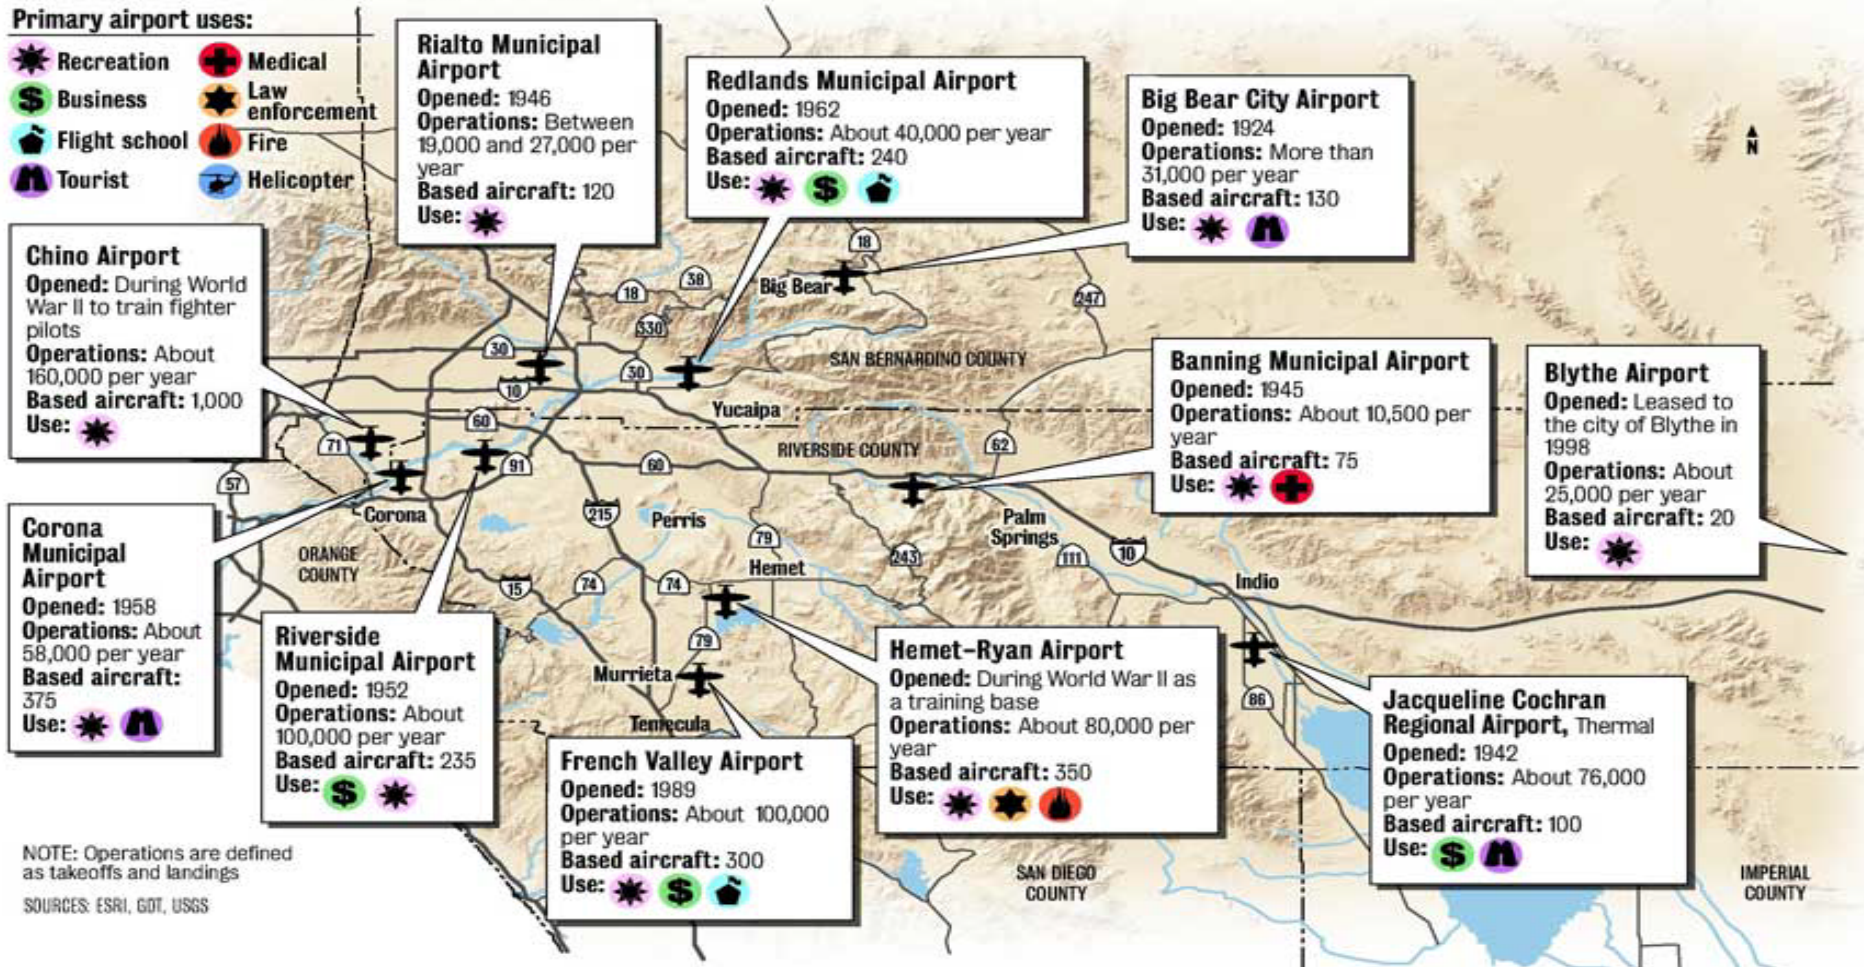 Primary airport uses:
Recreation
Business
Flight school
Tourist
Medical
Law
enforcement
Fire
Helicopter
Rialto Municipal
Airport
Opened: 1946
Operations: Between
19,000 and 27,000 per
year
Based aircraft: 120
Use:
Redlands Municipal Airport
Opened: 1962
Operations: About 40,000 per year
Based aircraft: 240
Use:
Big Bear City Airport
Opened: 1924
Operations: More than
31,000 per year
Based aircraft: 130
Use:
N
Chino Airport
Opened: During World
War II to train fighter
pilots
Operations: About
160,000 per year
Based aircraft: 1,000
Use:
18
38
18
Big Bear
247
330
30
30
10
SAN BERNARDINO COUNTY
Yucaipa
60
71
91
60
RIVERSIDE COUNTY
62
57
Banning Municipal Airport
Opened: 1945
Operations: About 10,500 per
year
Based aircraft: 75
Use:
Blythe Airport
Opened: Leased to
the city of Blythe in
1998
Operations: About
25,000 per year
Based aircraft: 20
Use:
Corona
Municipal
Airport
Opened: 1958
Operations: About
58,000 per year
Based aircraft:
375
Use:
Corona
215
Perris
79
Palm
Springs
ORANGE
COUNTY
243
111
10
Hemet
15
74
74
Indio
79
Murrieta
Temecula
86
Riverside
Municipal Airport
Opened: 1952
Operations: About
100,000 per year
Based aircraft: 235
Use:
French Valley Airport
Opened: 1989
Operations: About 100,000
per year
Based aircraft: 300
Use:
Hemet-Ryan Airport
Opened: During World War II as
a training base
Operations: About 80,000 per
year
Based aircraft: 350
Use:
Jacqueline Cochran
Regional Airport, Thermal
Opened: 1942
Operations: About 76,000
per year
Based aircraft: 100
Use:
NOTE: Operations are defined
as takeoffs and landings
SOURCES: ESRI, GDT, USGS
SAN DIEGO
COUNTY
IMPERIAL
COUNTY